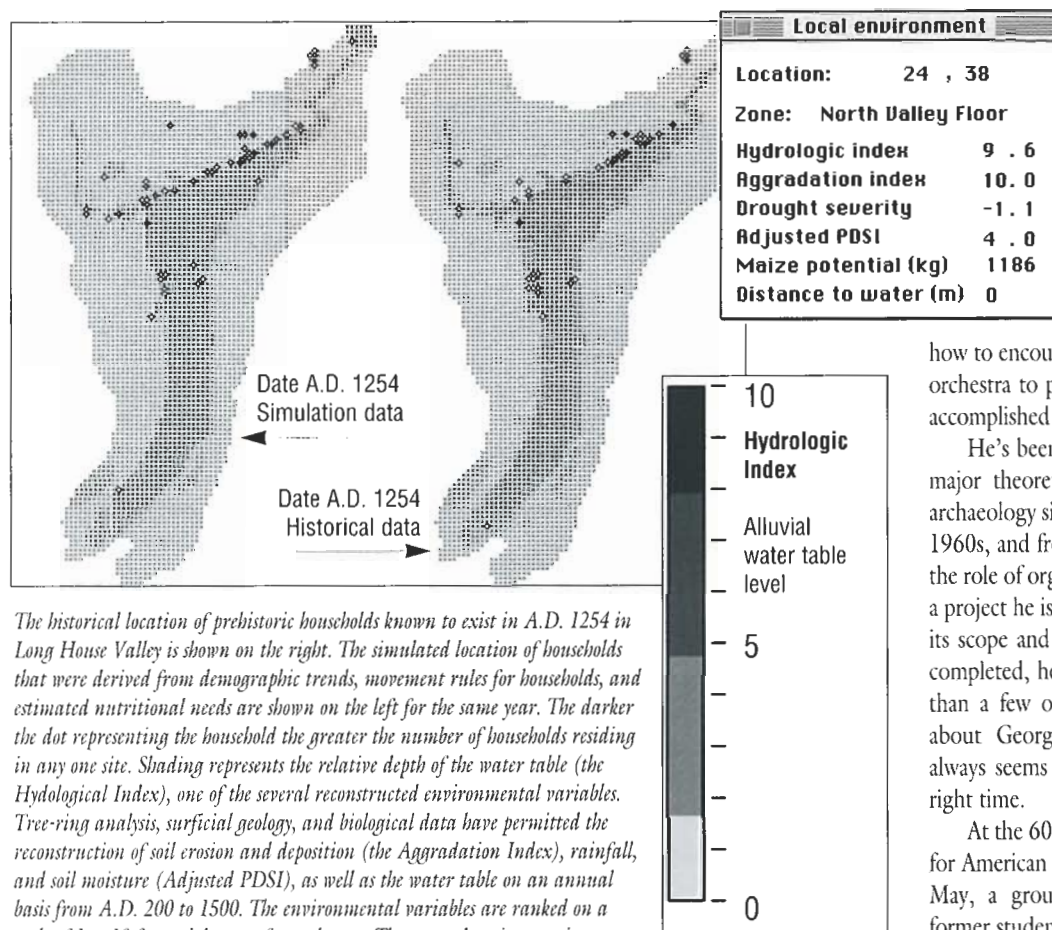 Local environment
Location: 24 , 38
Zone: North Valley Floor
Hydrologic index 9 . 6
Aggradation index 10. 0
Drought severity -1. 1
Adjusted PDSI 4 . 0
Maize potential (kg) 1186
Distance to water (m) 0
Date A.D. 1254
Simulation data
Date A.D. 1254
Historical data
10
Hydrologic
Index
Alluvial
water table
level
5
0
The historical location of prehistoric households known to exist in A.D. 1254 in
Long House Valley is shown on the right. The simulated location of households
that were derived from demographic trends, movement rules for households, and
estimated nutritional needs are shown on the left for the same year. The darker
the dot representing the household the greater the number of households residing
in any one site. Shading represents the relative depth of the water table (the
Hydological Index), one of the several reconstructed environmental variables.
Tree-ring analysis, surficial geology, and biological data have permitted the
reconstruction of soil erosion and deposition (the Aggradation Index), rainfall,
and soil moisture (Adjusted PDSI), as well as the water table on an annual
basis from A.D. 200 to 1500. The environmental variables are ranked on a
how to encou
orchestra to p
accomplished
He's been
major theore
archaeology si
1960s, and fr
the role of org
a project he is
its scope and
completed, he
than a few o
about Georg
always seems
right time.
At the 60
for American
May, a grou
former studen